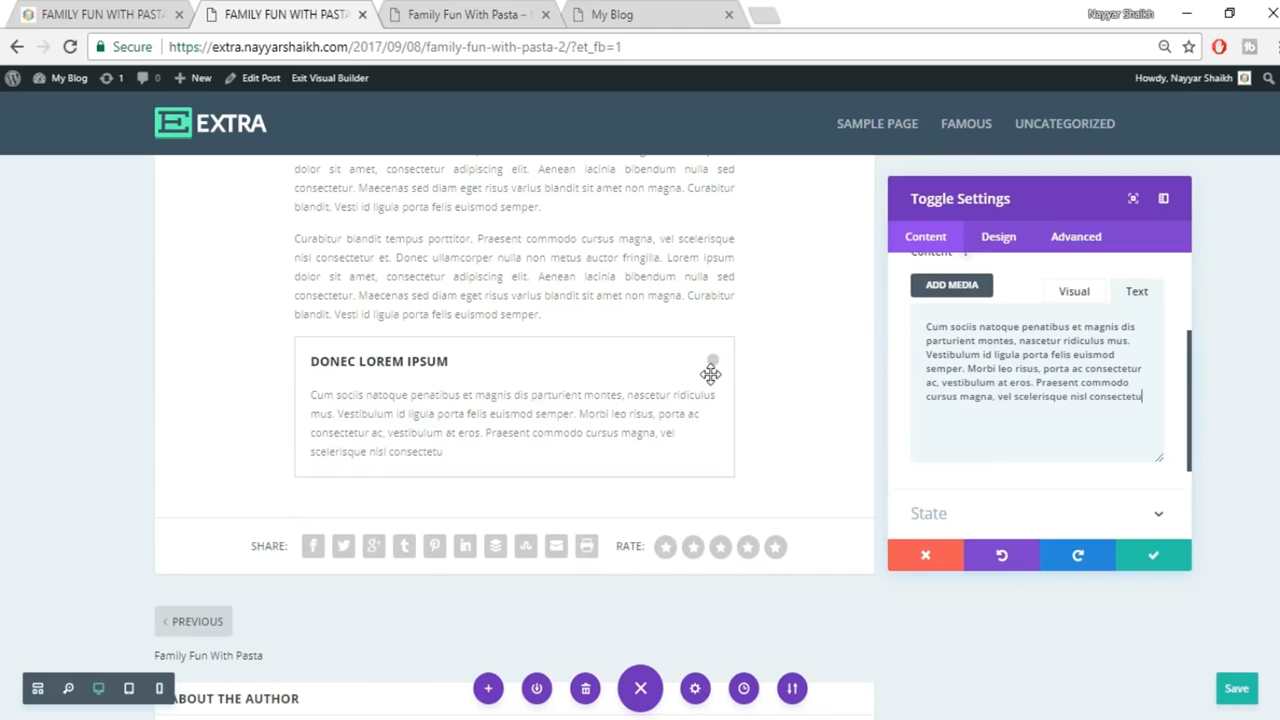 FAMILY FUN WITH PASTA
FAMILY FUN WITH PASTA
Family Fun With Pasta –
My Blog
Nayyar Shaikh
Secure
https://extra.nayyarshaikh.com/2017/09/08/family-fun-with-pasta-2/?et_fb=1
My Blog
1
0
New
Edit Post
Exit Visual Builder
Howdy, Nayyar Shaikh
E EXTRA
SAMPLE PAGE
FAMOUS
UNCATEGORIZED
dolor sit amet, consectetur adipiscing elit. Aenean lacinia bibendum nulla sed
consectetur. Maecenas sed diam eget risus varius blandit sit amet non magna. Curabitur
blandit. Vesti id ligula porta felis euismod semper.
Curabitur blandit tempus porttitor. Praesent commodo cursus magna, vel scelerisque
nisl consectetur et. Donec ullamcorper nulla non metus auctor fringilla. Lorem ipsum
dolor sit amet, consectetur adipiscing elit. Aenean lacinia bibendum nulla sed
consectetur. Maecenas sed diam eget risus varius blandit sit amet non magna. Curabitur
blandit. Vesti id ligula porta felis euismod semper.
DONEC LOREM IPSUM
Cum sociis natoque penatibus et magnis dis parturient montes, nascetur ridiculus
mus. Vestibulum id ligula porta felis euismod semper. Morbi leo risus, porta ac
consectetur ac, vestibulum at eros. Praesent commodo cursus magna, vel
scelerisque nisl consectetu
SHARE:
RATE:
PREVIOUS
Family Fun With Pasta
ABOUT THE AUTHOR
Toggle Settings
Content
Design
Advanced
Content
ADD MEDIA
Visual
Text
Cum sociis natoque penatibus et magnis dis
parturient montes, nascetur ridiculus mus.
Vestibulum id ligula porta felis euismod
semper. Morbi leo risus, porta ac consectetur
ac, vestibulum at eros. Praesent commodo
cursus magna, vel scelerisque nisl consectetu
State
Save